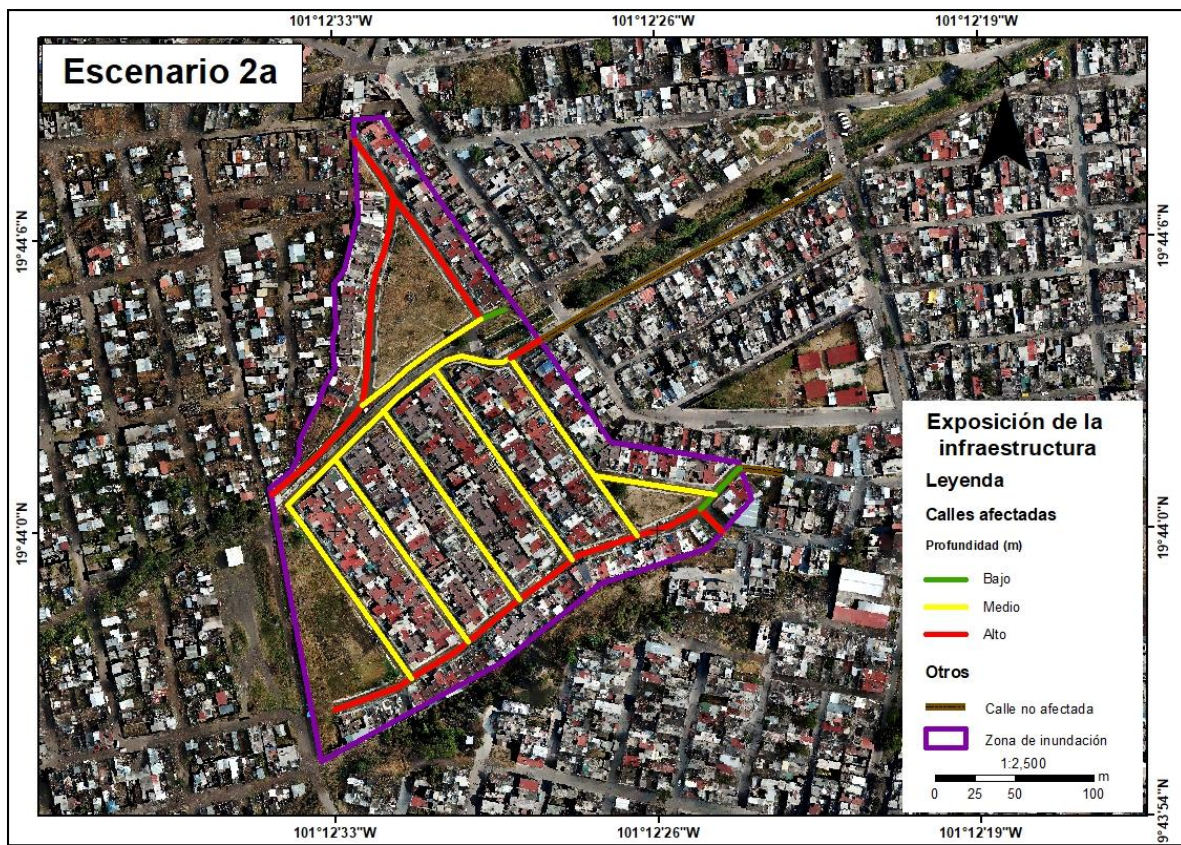 101°12'33"W 101°12'26"W 101°12'19"W
Escenario 2a
19°44'6"N
19°44'6"N
19°44'0"N
19°44'0"N
Exposición de la
infraestructura
Leyenda
Calles afectadas
Profundidad (m)
Bajo
Medio
Alto
Otros
Calle no afectada
Zona de inundación
1:2,500
m
0 25 50 100
9°43'54"N
101°12'33"W 101°12'26"W 101°12'19"W